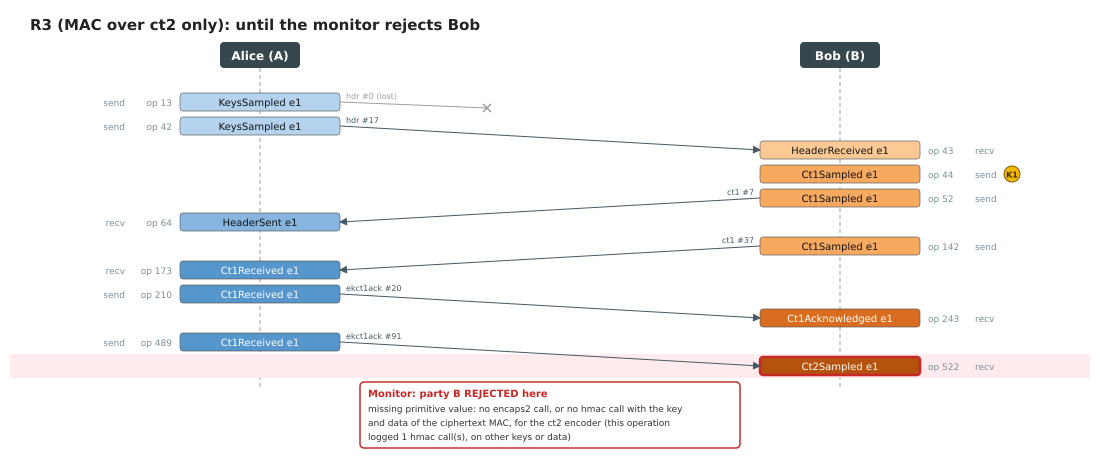 R3 (MAC over ct2 only): until the monitor rejects Bob
Alice (A) Bob (B)
send op 13 KeysSampled e1 hdr #0 (lost)
send op 42 KeysSampled e1 hdr #17
HeaderReceived e1 op 43 recv
Ct1Sampled e1 op 44 send K1
ct1 #7 Ct1Sampled e1 op 52 send
recv op 64 HeaderSent e1
ct1 #37 Ct1Sampled e1 op 142 send
recv op 173 Ct1Received e1
send op 210 Ct1Received e1 ekct1ack #20
Ct1Acknowledged e1 op 243 recv
send op 489 Ct1Received e1 ekct1ack #91
Ct2Sampled e1 op 522 recv
Monitor: party B REJECTED here
missing primitive value: no encaps2 call, or no hmac call with the key
and data of the ciphertext MAC, for the ct2 encoder (this operation
logged 1 hmac call(s), on other keys or data)